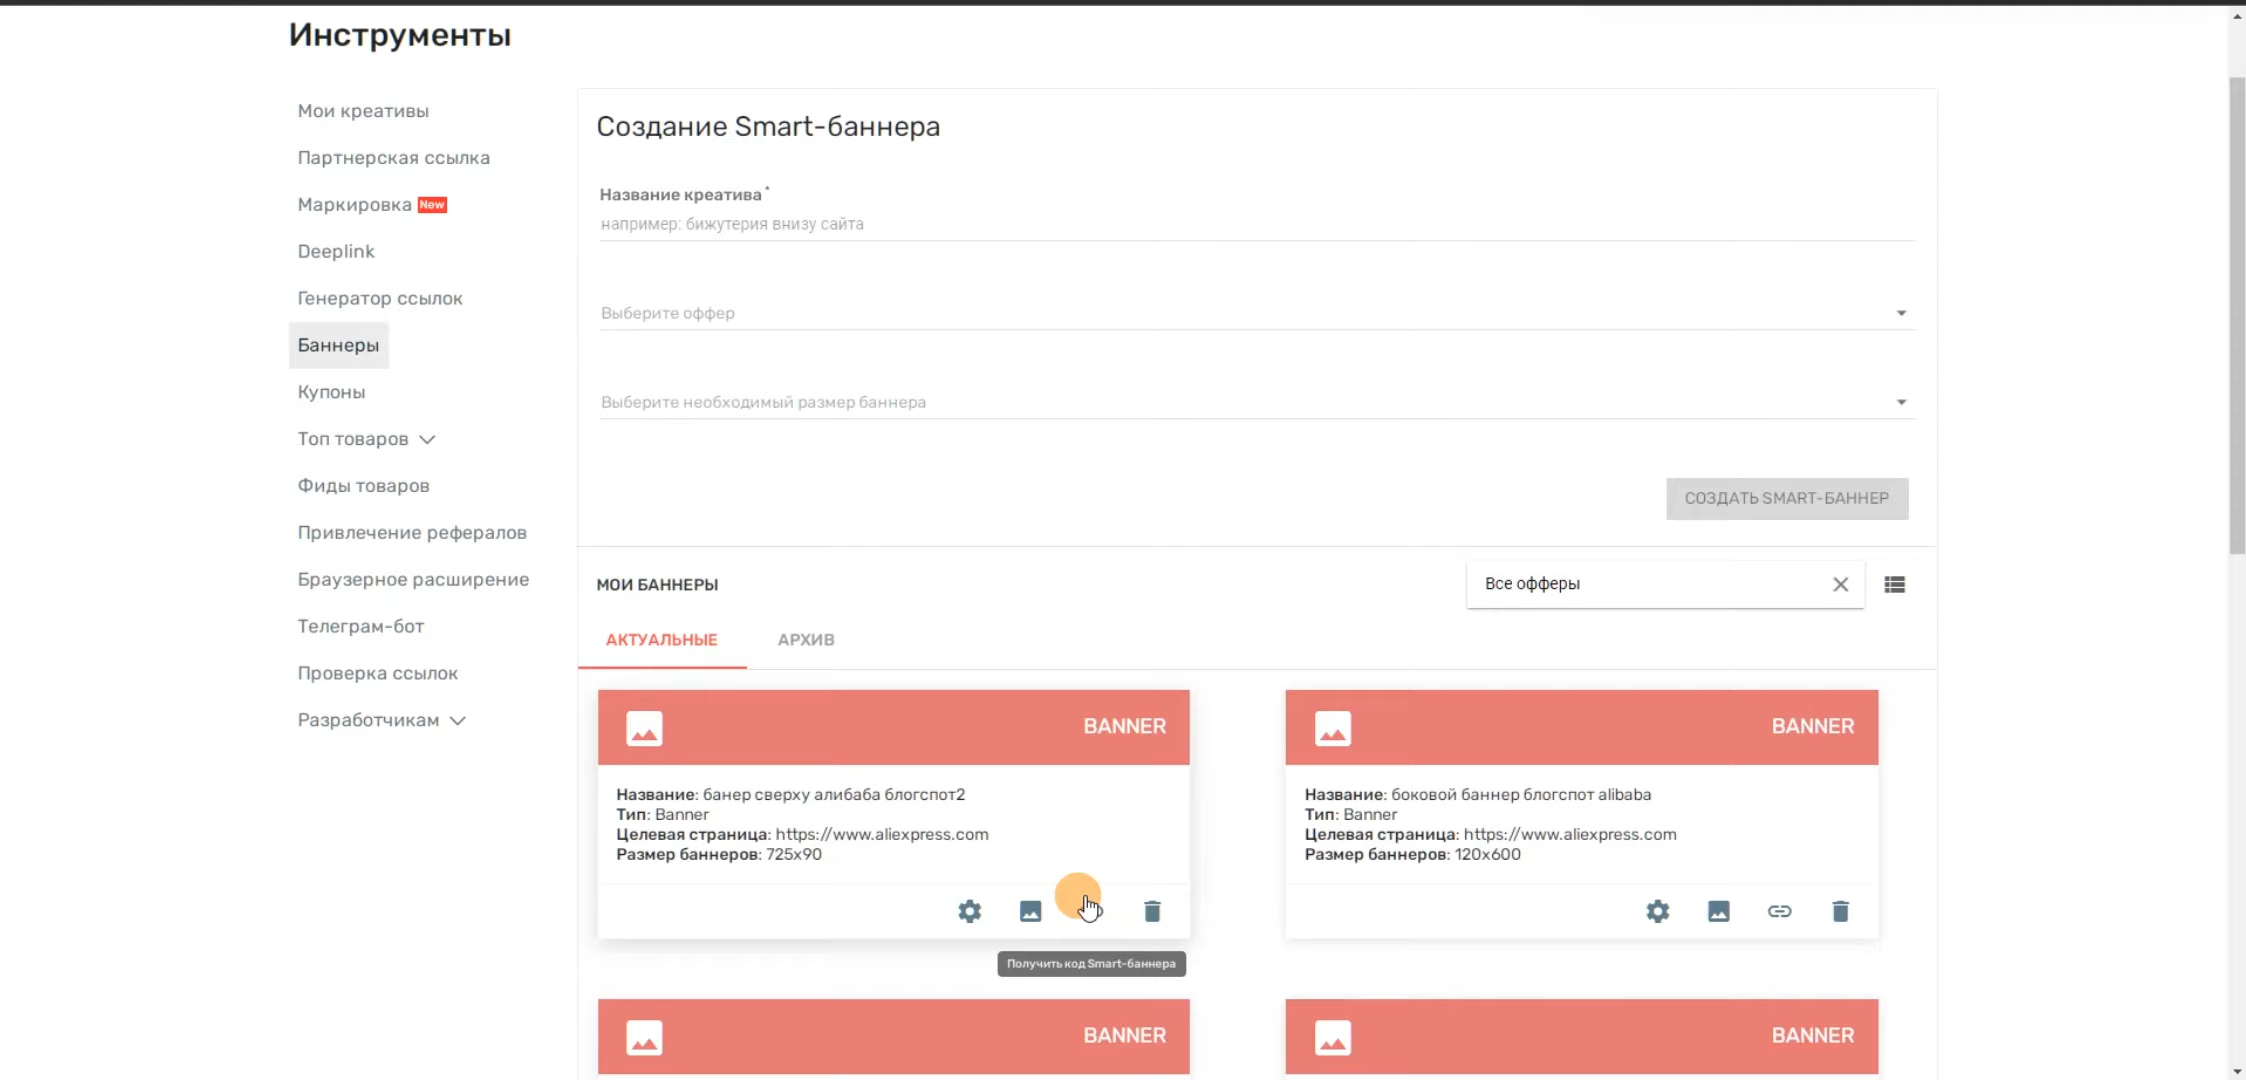 Инструменты
Мои креативы
Партнерская ссылка
Маркировка New
Deeplink
Генератор ссылок
Баннеры
Купоны
Топ товаров
Фиды товаров
Привлечение рефералов
Браузерное расширение
Телеграм-бот
Проверка ссылок
Разработчикам
Создание Smart-баннера
Название креатива*
например: бижутерия внизу сайта
Выберите оффер
Выберите необходимый размер баннера
СОЗДАТЬ SMART-БАННЕР
МОИ БАННЕРЫ
Все офферы
АКТУАЛЬНЫЕ
АРХИВ
BANNER
Название: банер сверху алибаба блогспот2
Тип: Banner
Целевая страница: https://www.aliexpress.com
Размер баннеров: 725x90
Получить код Smart-баннера
BANNER
Название: боковой баннер блогспот alibaba
Тип: Banner
Целевая страница: https://www.aliexpress.com
Размер баннеров: 120x600
BANNER
BANNER